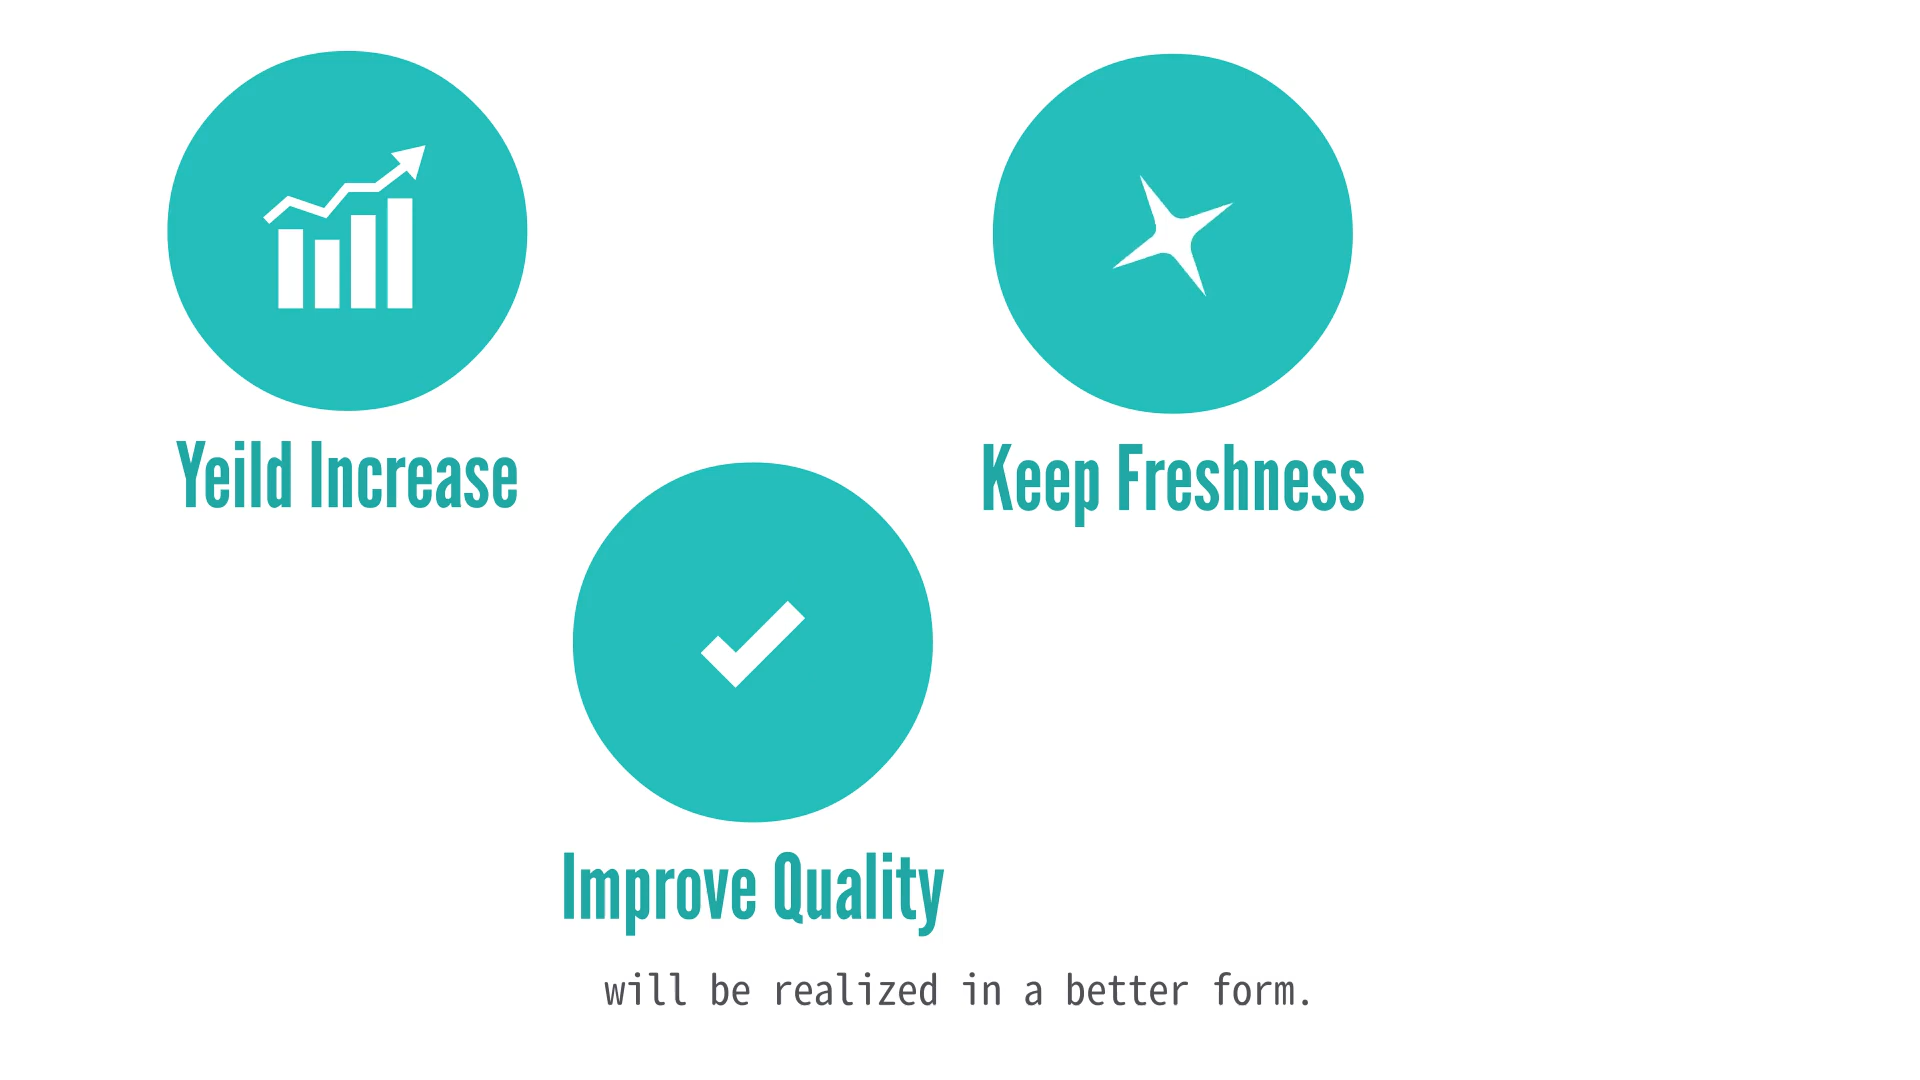 Yeild Increase
Keep Freshness
Improve Quality
will be realized in a better form.